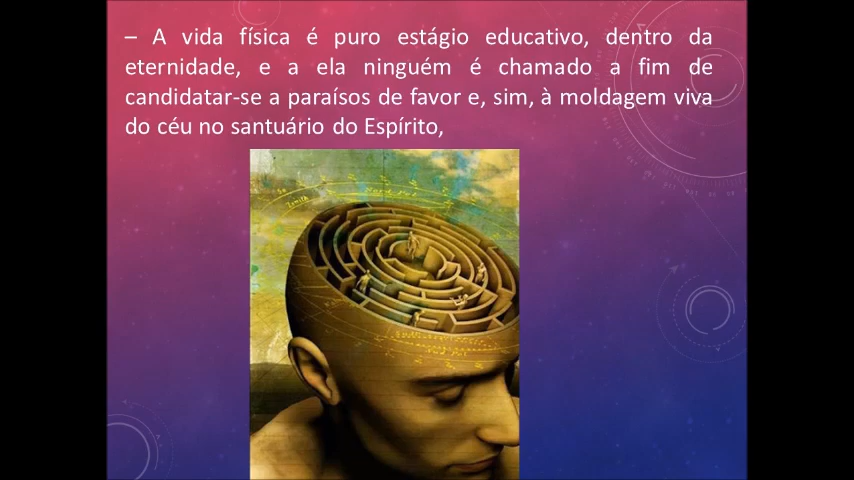 – A vida física é puro estágio educativo, dentro da
eternidade, e a ela ninguém é chamado a fim de
candidatar-se a paraísos de favor e, sim, à moldagem viva
do céu no santuário do Espírito,